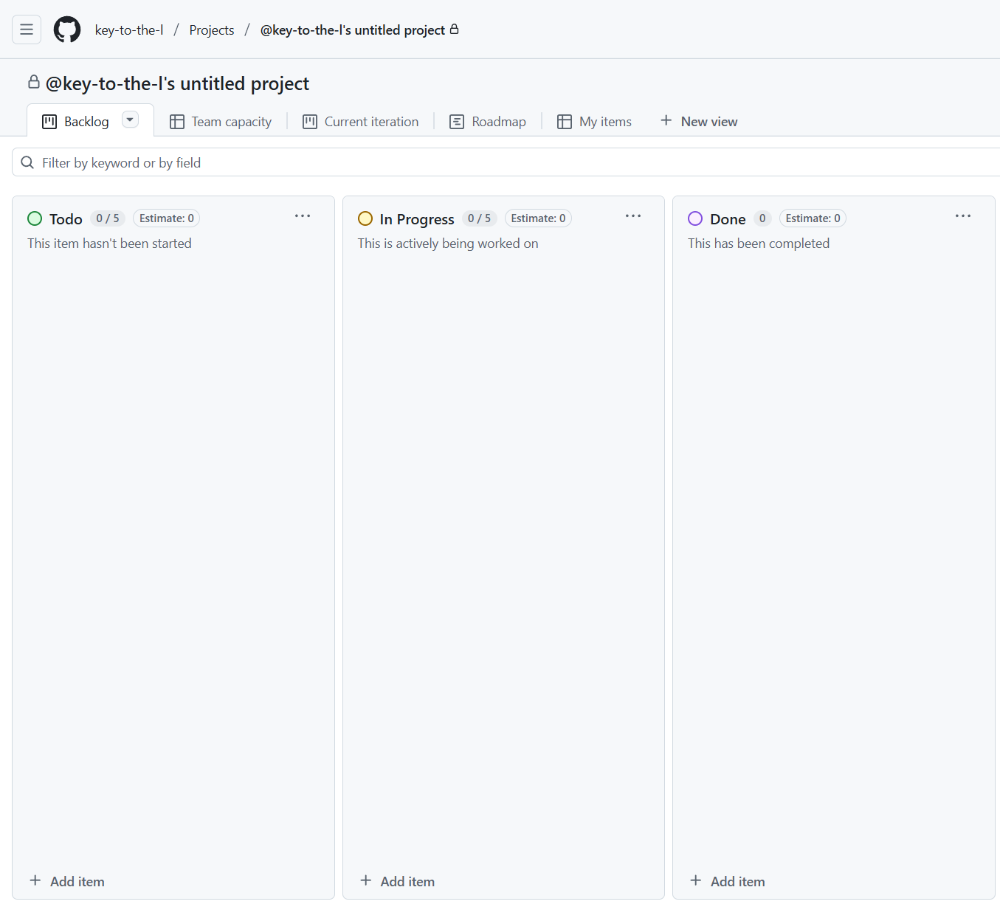 key-to-the-l / Projects / @key-to-the-l's untitled project
@key-to-the-l's untitled project
Backlog Team capacity Current iteration Roadmap My items + New view
Filter by keyword or by field
Todo 0 / 5 Estimate: 0
This item hasn't been started
+ Add item
In Progress 0 / 5 Estimate: 0
This is actively being worked on
+ Add item
Done 0 Estimate: 0
This has been completed
+ Add item